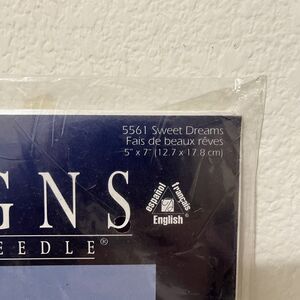 5561 Sweet Dreams
Fais de beaux rêves
5" x 7" (12.7 x 17.8 cm)
español
français
English
GNS
EEDLE®